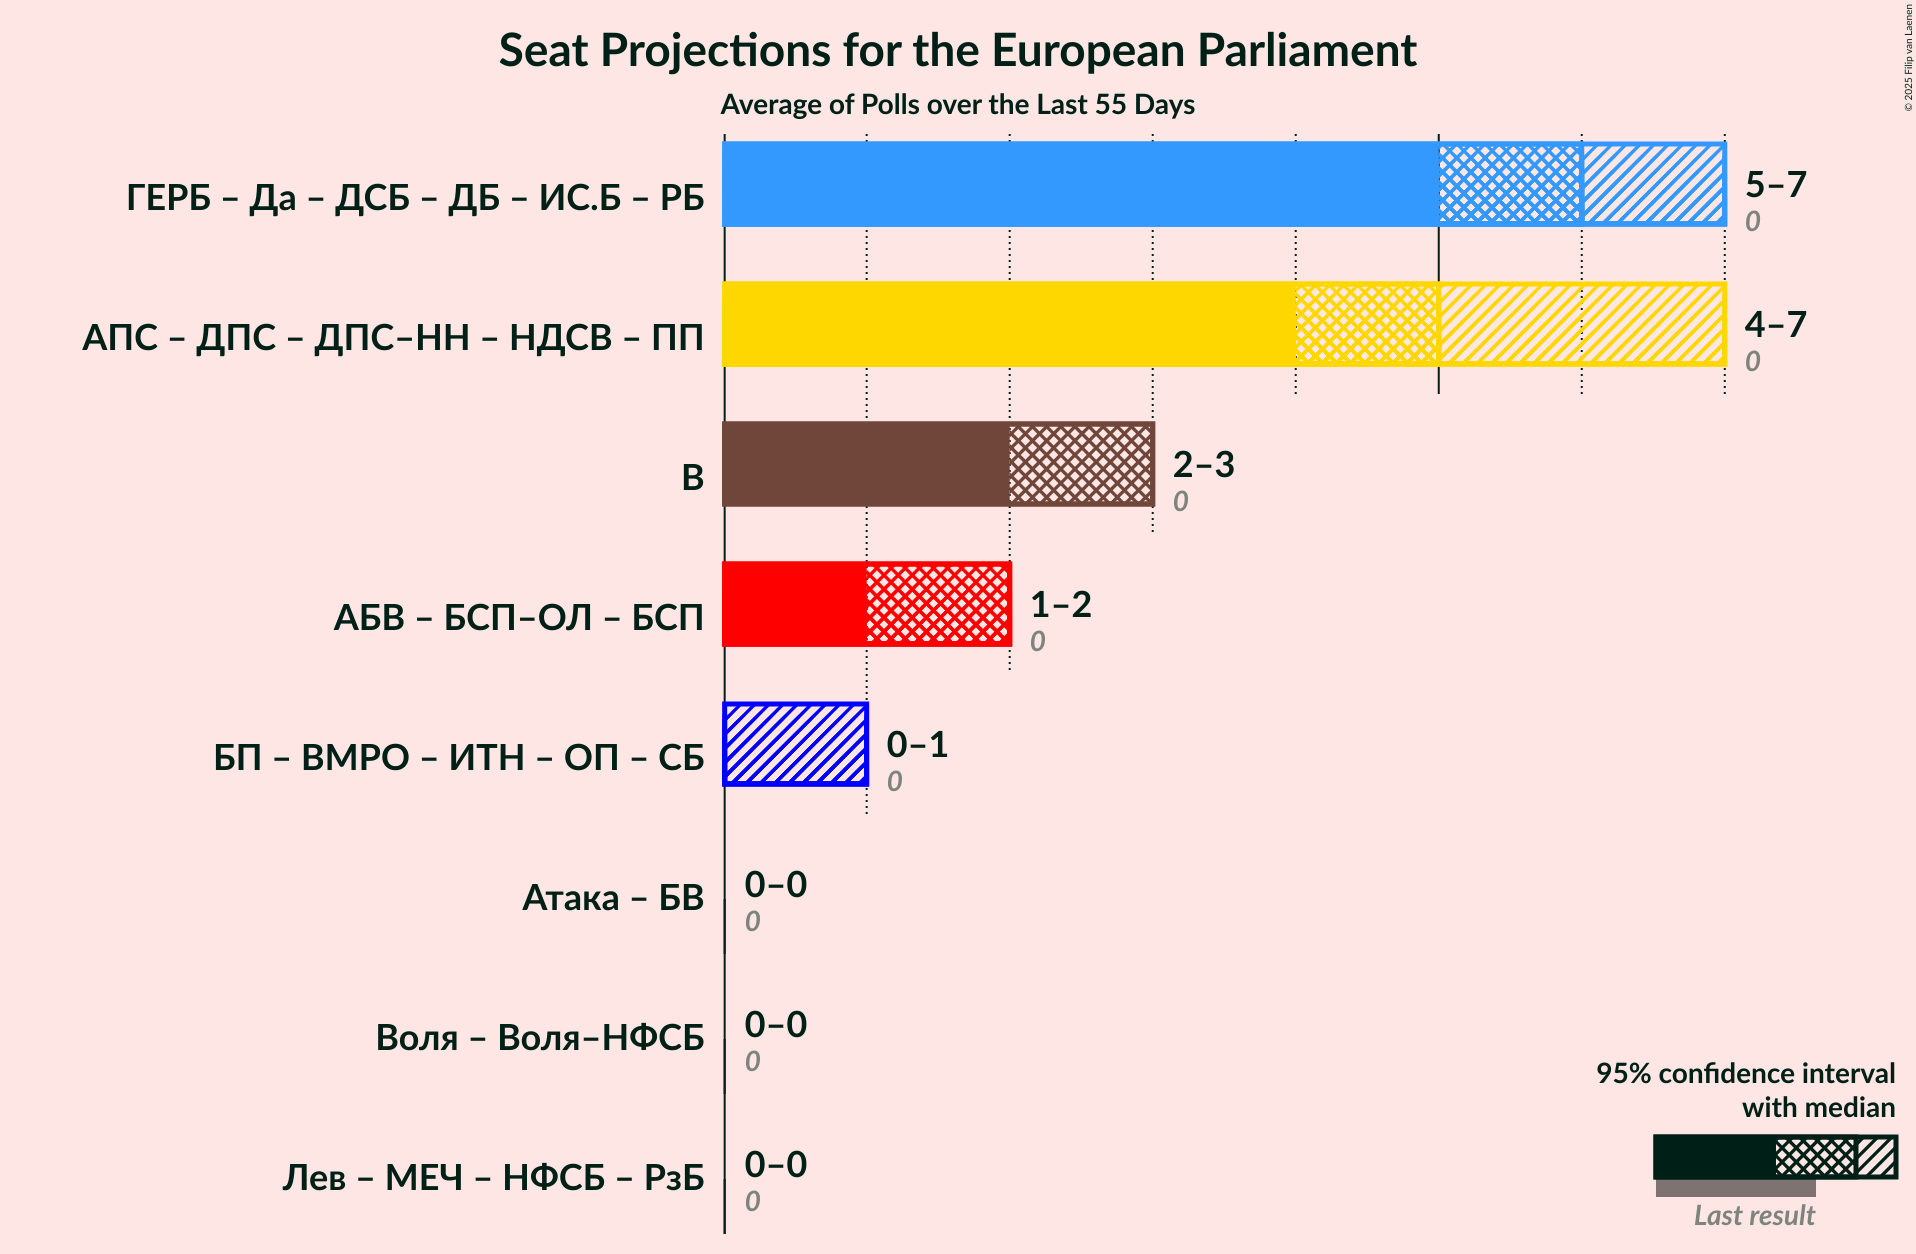 Seat Projections for the European Parliament
Average of Polls over the Last 55 Days
© 2025 Filip van Laenen
ГЕРБ – Да – ДСБ – ДБ – ИС.Б – РБ
5–7
0
АПС – ДПС – ДПС–НН – НДСВ – ПП
4–7
0
В
2–3
0
АБВ – БСП–ОЛ – БСП
1–2
0
БП – ВМРО – ИТН – ОП – СБ
0–1
0
Атака – БВ
0–0
0
Воля – Воля–НФСБ
0–0
0
Лев – МЕЧ – НФСБ – РзБ
0–0
0
95% confidence interval
with median
Last result